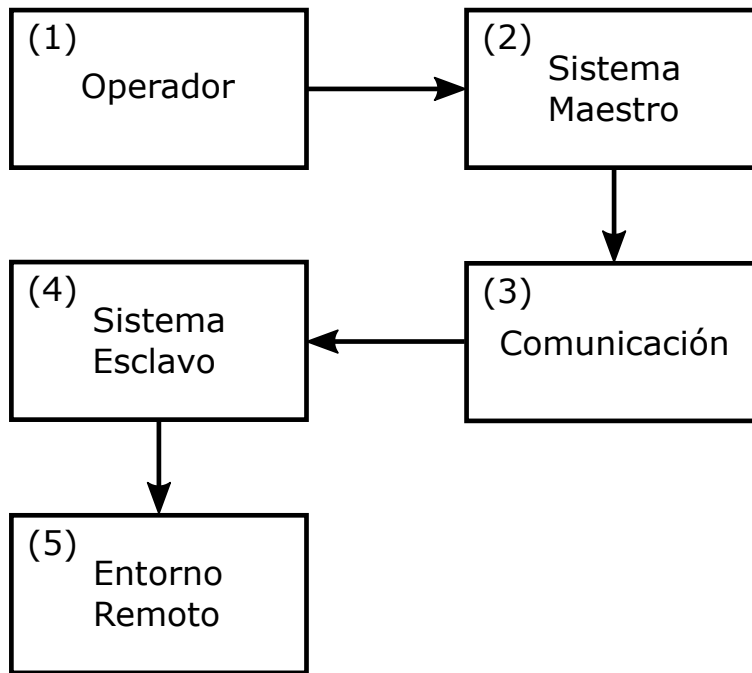 (1)
Operador
(2)
Sistema
Maestro
(3)
Comunicación
(4)
Sistema
Esclavo
(5)
Entorno
Remoto